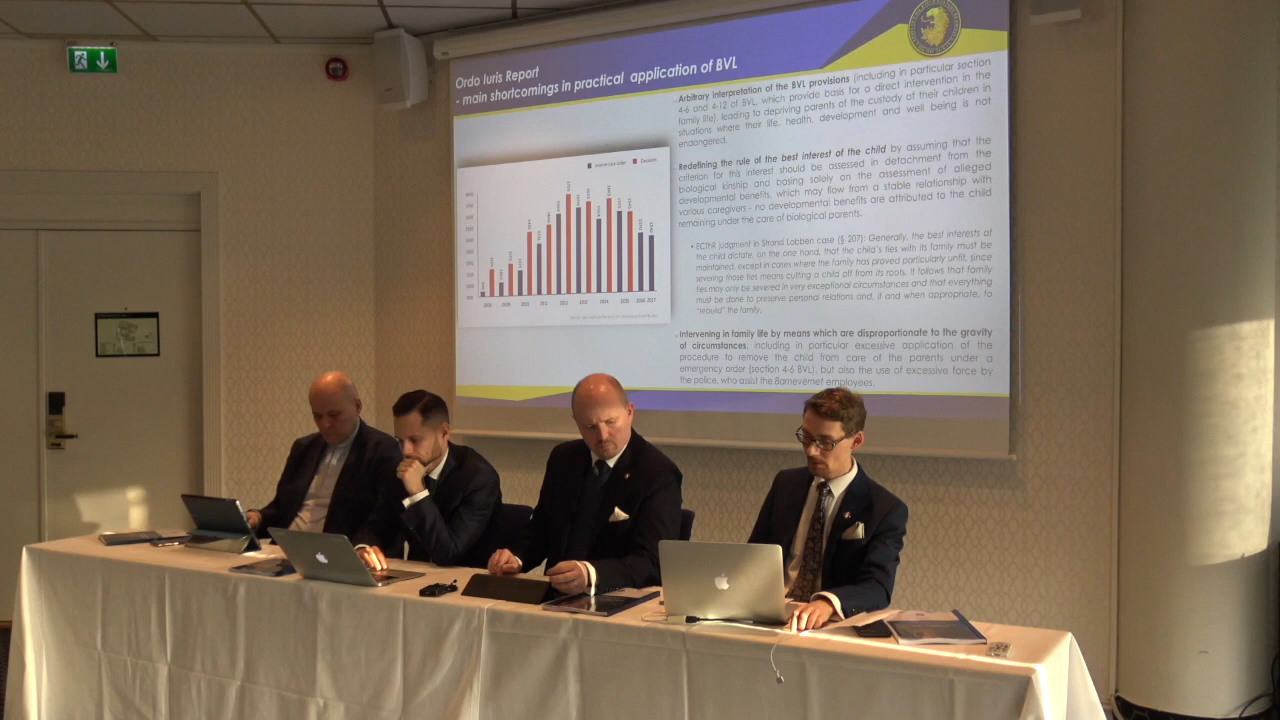 Ordo Iuris Report
- main shortcomings in practical application of BVL
Arbitrary interpretation of the BVL provisions (including in particular section
4-6 and 4-12 of BVL, which provide basis for a direct intervention in the
family life), leading to depriving parents of the custody of their children in
situations where their life, health, development and well being is not
endangered.
Redefining the rule of the best interest of the child by assuming that the
criterion for this interest should be assessed in detachment from the
biological kinship and basing solely on the assessment of alleged
developmental benefits, which may flow from a stable relationship with
various caregivers - no developmental benefits are attributed to the child
remaining under the care of biological parents.
• ECTHR judgment in Strand Lobben case (§ 207): Generally, the best interests of
the child dictate, on the one hand, that the child's ties with its family must be
maintained, except in cases where the family has proved particularly unfit, since
severing those ties means cutting a child off from its roots. It follows that family
ties may only be severed in very exceptional circumstances and that everything
must be done to preserve personal relations and, if and when appropriate, to
"rebuild" the family.
Intervening in family life by means which are disproportionate to the gravity
of circumstances, including in particular excessive application of the
procedure to remove the child from care of the parents under a
emergency order (section 4-6 BVL), but also the use of excessive force by
the police, who assist the Barnevernet employees.